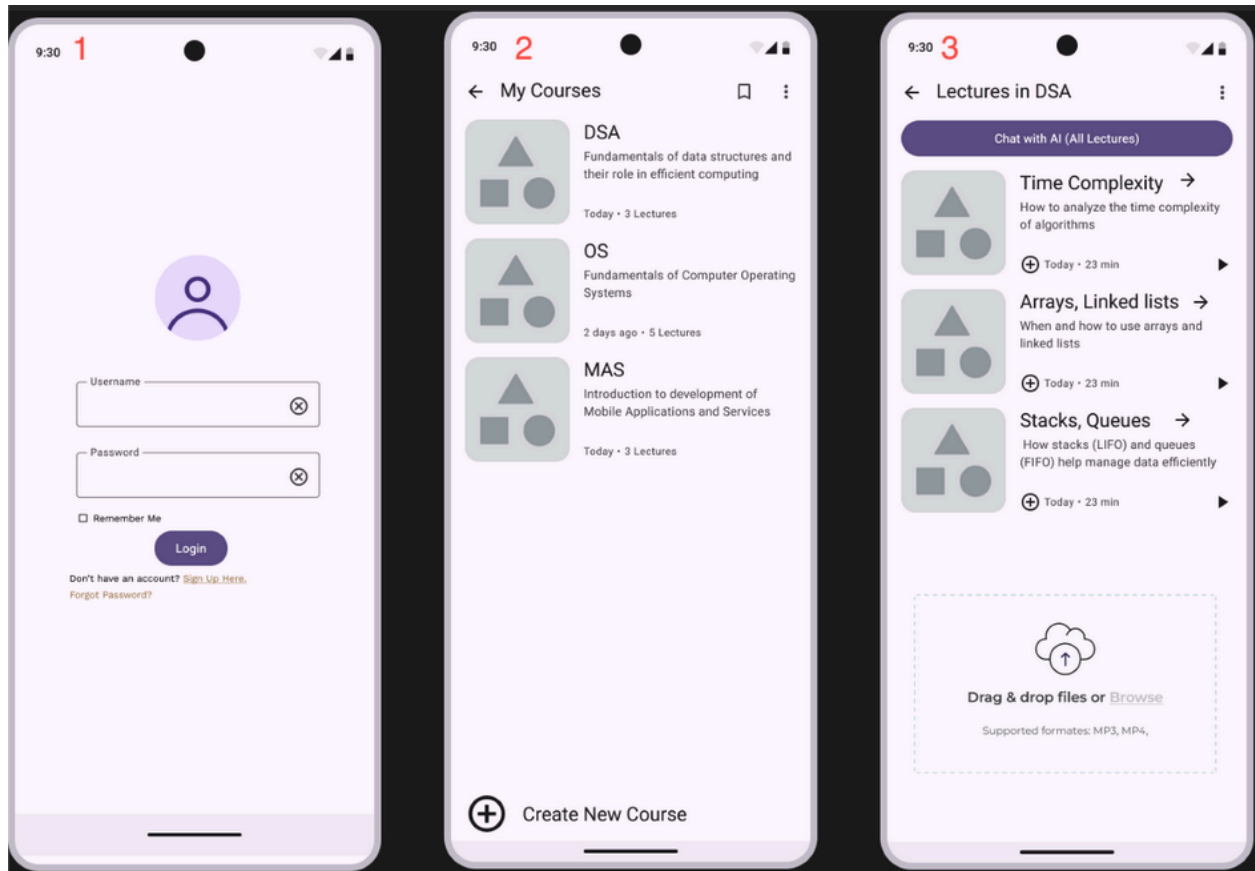 9:30 1
Username
Password
Remember Me
Login
Don't have an account? Sign Up Here.
Forgot Password?
9:30 2
My Courses
DSA
Fundamentals of data structures and
their role in efficient computing
Today • 3 Lectures
OS
Fundamentals of Computer Operating
Systems
2 days ago • 5 Lectures
MAS
Introduction to development of
Mobile Applications and Services
Today • 3 Lectures
Create New Course
9:30 3
Lectures in DSA
Chat with AI (All Lectures)
Time Complexity →
How to analyze the time complexity
of algorithms
Today • 23 min
Arrays, Linked lists →
When and how to use arrays and
linked lists
Today • 23 min
Stacks, Queues →
How stacks (LIFO) and queues
(FIFO) help manage data efficiently
Today • 23 min
Drag & drop files or Browse
Supported formates: MP3, MP4,